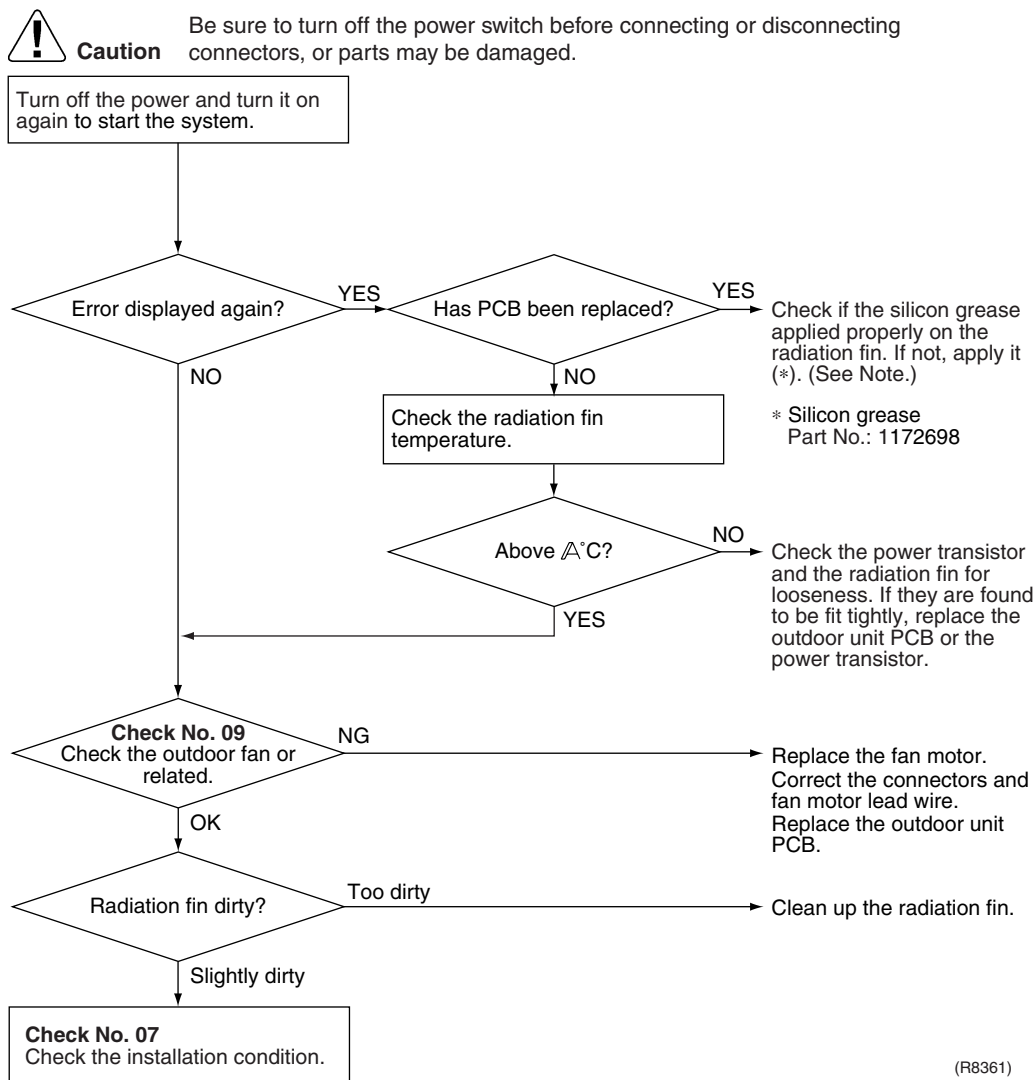 Be sure to turn off the power switch before connecting or disconnecting
Caution connectors, or parts may be damaged.
Turn off the power and turn it on
again to start the system.
Error displayed again?
YES
Has PCB been replaced?
YES
Check if the silicon grease
applied properly on the
radiation fin. If not, apply it
(*). (See Note.)
* Silicon grease
Part No.: 1172698
NO
NO
Check the radiation fin
temperature.
Above A°C?
NO
Check the power transistor
and the radiation fin for
looseness. If they are found
to be fit tightly, replace the
outdoor unit PCB or the
power transistor.
YES
Check No. 09
Check the outdoor fan or
related.
NG
Replace the fan motor.
Correct the connectors and
fan motor lead wire.
Replace the outdoor unit
PCB.
OK
Radiation fin dirty?
Too dirty
Clean up the radiation fin.
Slightly dirty
Check No. 07
Check the installation condition.
(R8361)